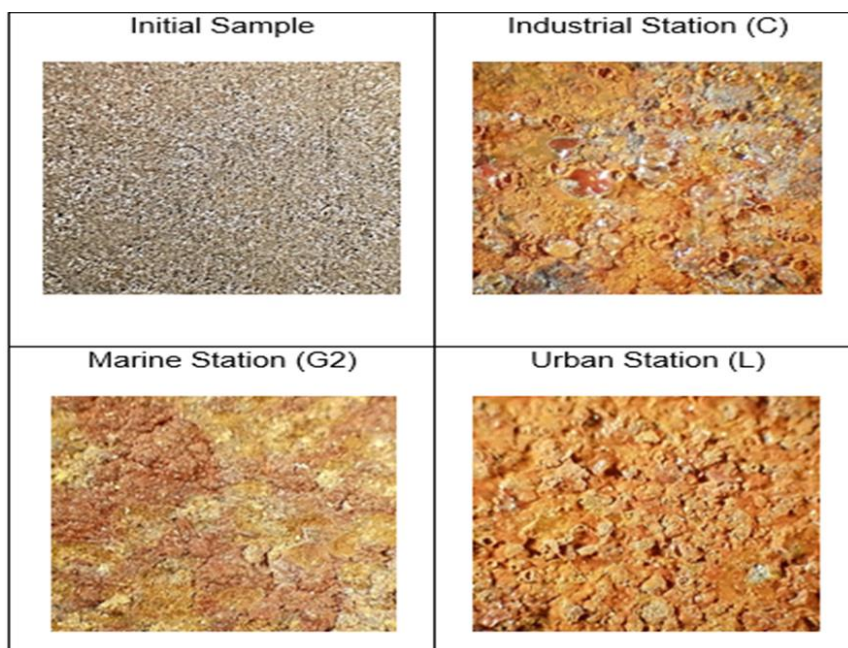 Initial Sample
Industrial Station (C)
Marine Station (G2)
Urban Station (L)